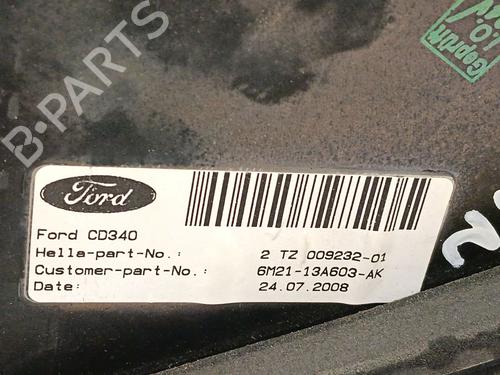 Geprüft
I.O.
B-PARTS
Ford
Ford CD340
Hella-part-No.: 2 TZ 009232-01
Customer-part-No.: 6M21-13A603-AK
Date: 24.07.2008